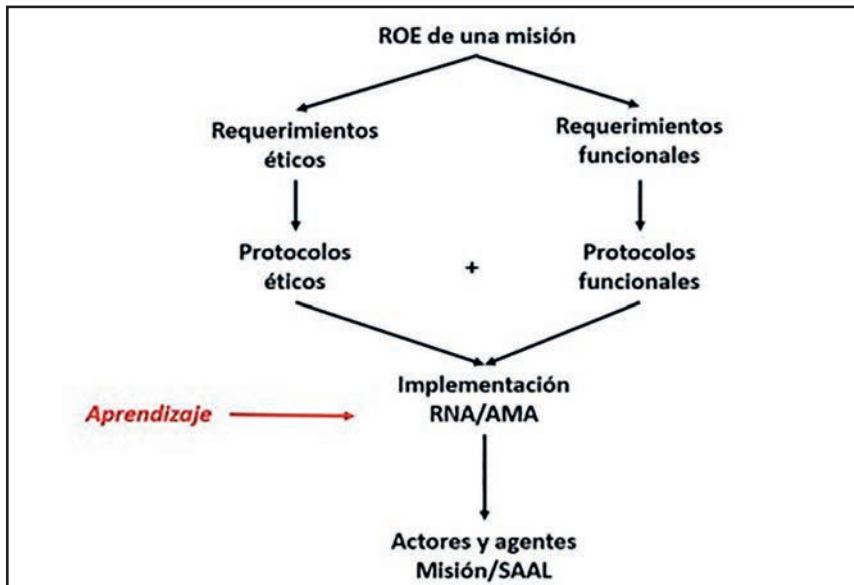 ROE de una misión
Requerimientos
éticos
Requerimientos
funcionales
Protocolos
éticos
+
Protocolos
funcionales
Implementación
RNA/AMA
Aprendizaje
Actores y agentes
Misión/SAAL